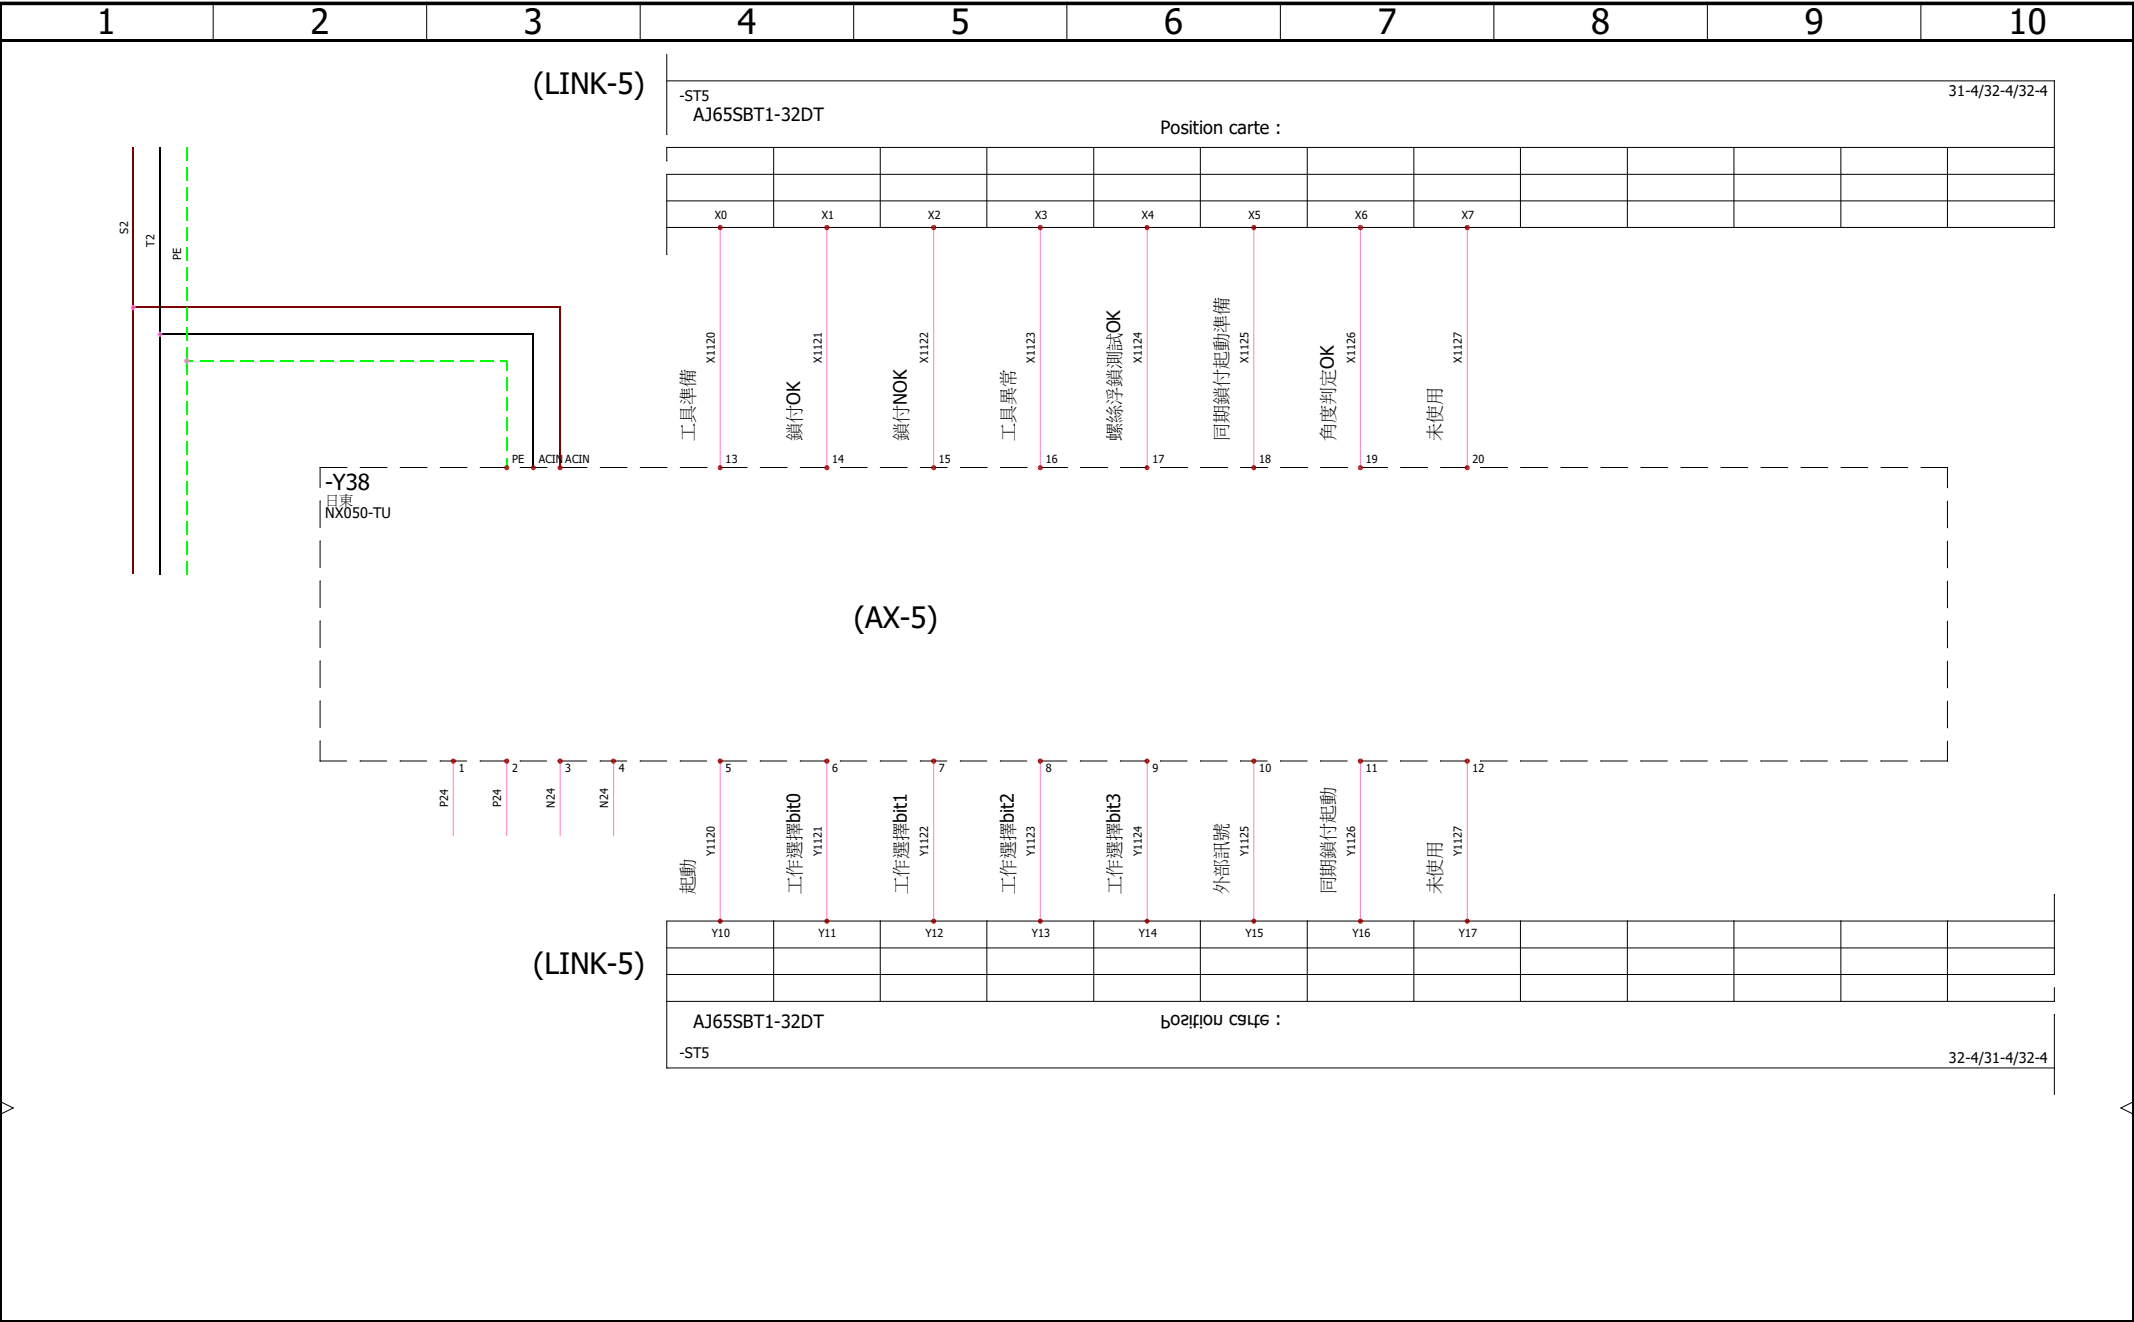 1 2 3 4 5 6 7 8 9 10
(LINK-5)
-ST5
AJ65SBT1-32DT
Position carte :
31-4/32-4/32-4
X0 X1 X2 X3 X4 X5 X6 X7
S2
T2
PE
工具準備
X1120
鎖付OK
X1121
鎖付NOK
X1122
工具異常
X1123
螺絲浮鎖測試OK
X1124
同期鎖付起動準備
X1125
角度判定OK
X1126
未使用
X1127
PE ACIN ACIN 13 14 15 16 17 18 19 20
-Y38
日東
NX050-TU
(AX-5)
1 2 3 4 5 6 7 8 9 10 11 12
P24
P24
N24
N24
起動
Y1120
工作選擇bit0
Y1121
工作選擇bit1
Y1122
工作選擇bit2
Y1123
工作選擇bit3
Y1124
外部訊號
Y1125
同期鎖付起動
Y1126
未使用
Y1127
Y10 Y11 Y12 Y13 Y14 Y15 Y16 Y17
(LINK-5)
AJ65SBT1-32DT
Position carte :
-ST5
32-4/31-4/32-4